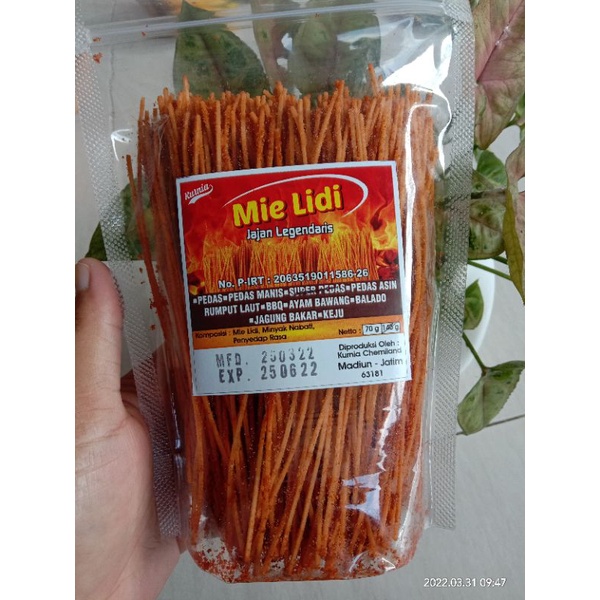 Kurnia
Mie Lidi
Jajan Legendaris
No. P-IRT : 2063519011586-26
▪PEDAS▪PEDAS MANIS▪SUPER PEDAS▪PEDAS ASIN
RUMPUT LAUT▪BBQ▪AYAM BAWANG▪BALADO
▪JAGUNG BAKAR▪KEJU
Komposisi : Mie Lidi, Minyak Nabati,
Penyedap Rasa
Netto : 70 g
MFD. 250322
EXP. 250622
Diproduksi Oleh :
Kurnia Chemiland
Madiun - Jatim
63181
2022.03.31 09:47